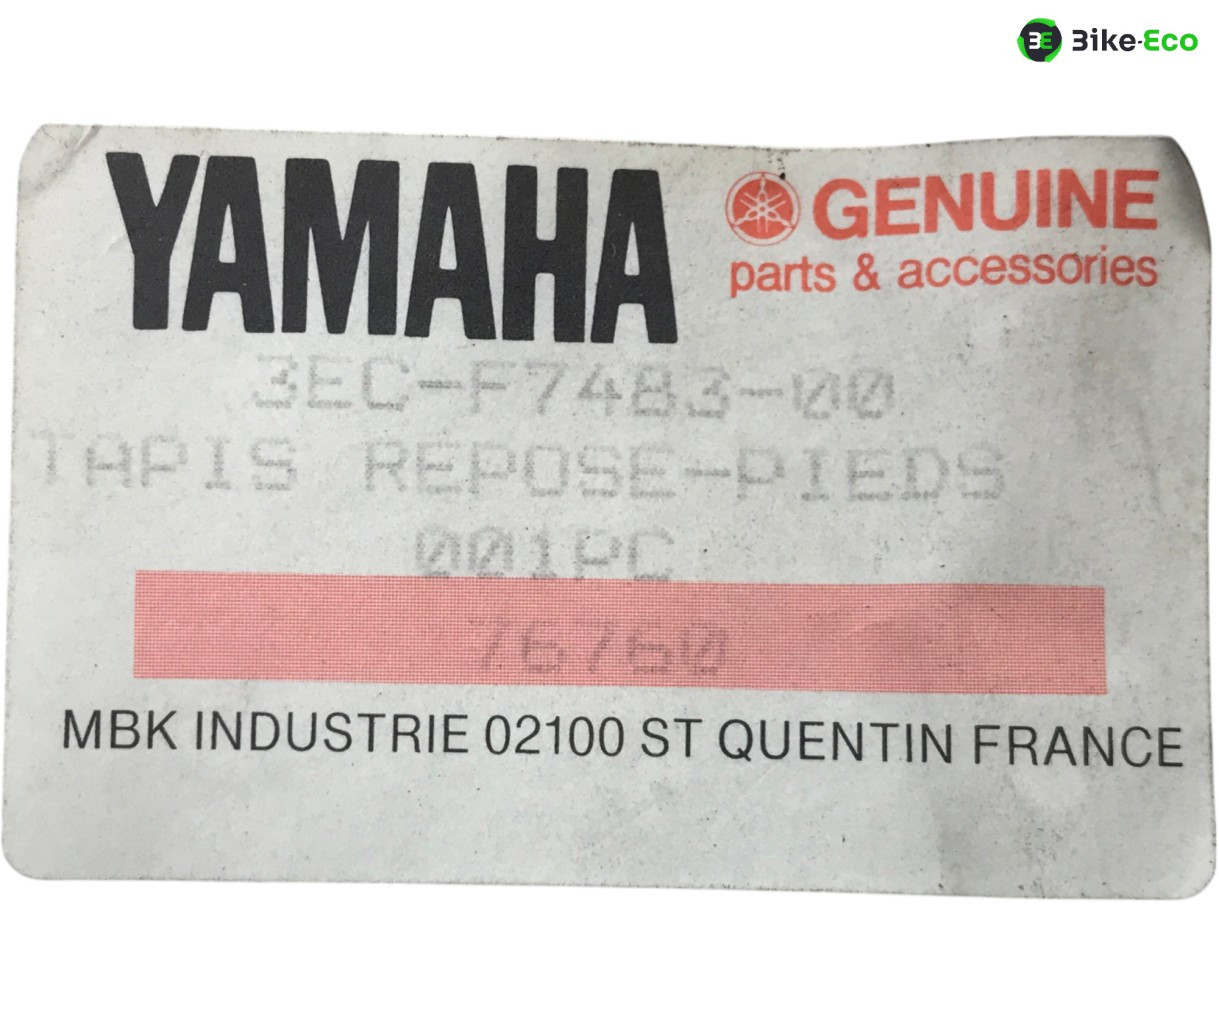 BE Bike-Eco
YAMAHA
GENUINE
parts & accessories
3EC-F7483-00
TAPIS REPOSE-PIEDS
001PC
76760
MBK INDUSTRIE 02100 ST QUENTIN FRANCE